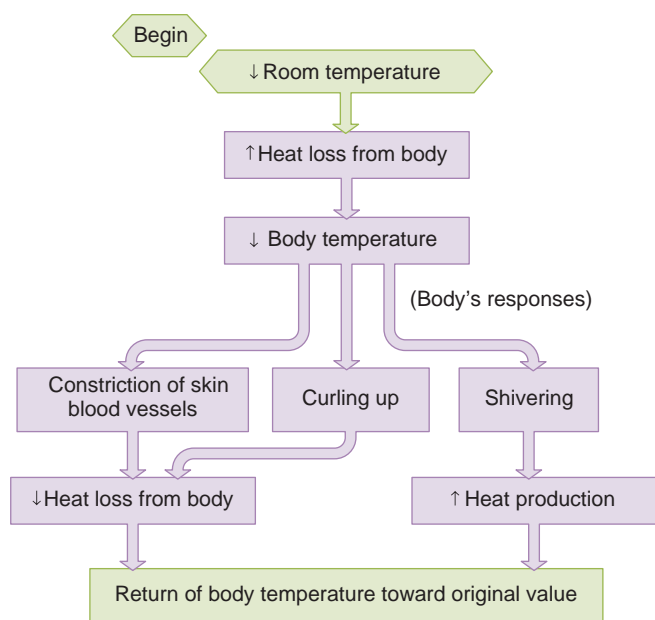 Begin
↓ Room temperature
↑ Heat loss from body
↓ Body temperature
(Body's responses)
Constriction of skin
blood vessels
Curling up
Shivering
↓ Heat loss from body
↑ Heat production
Return of body temperature toward original value